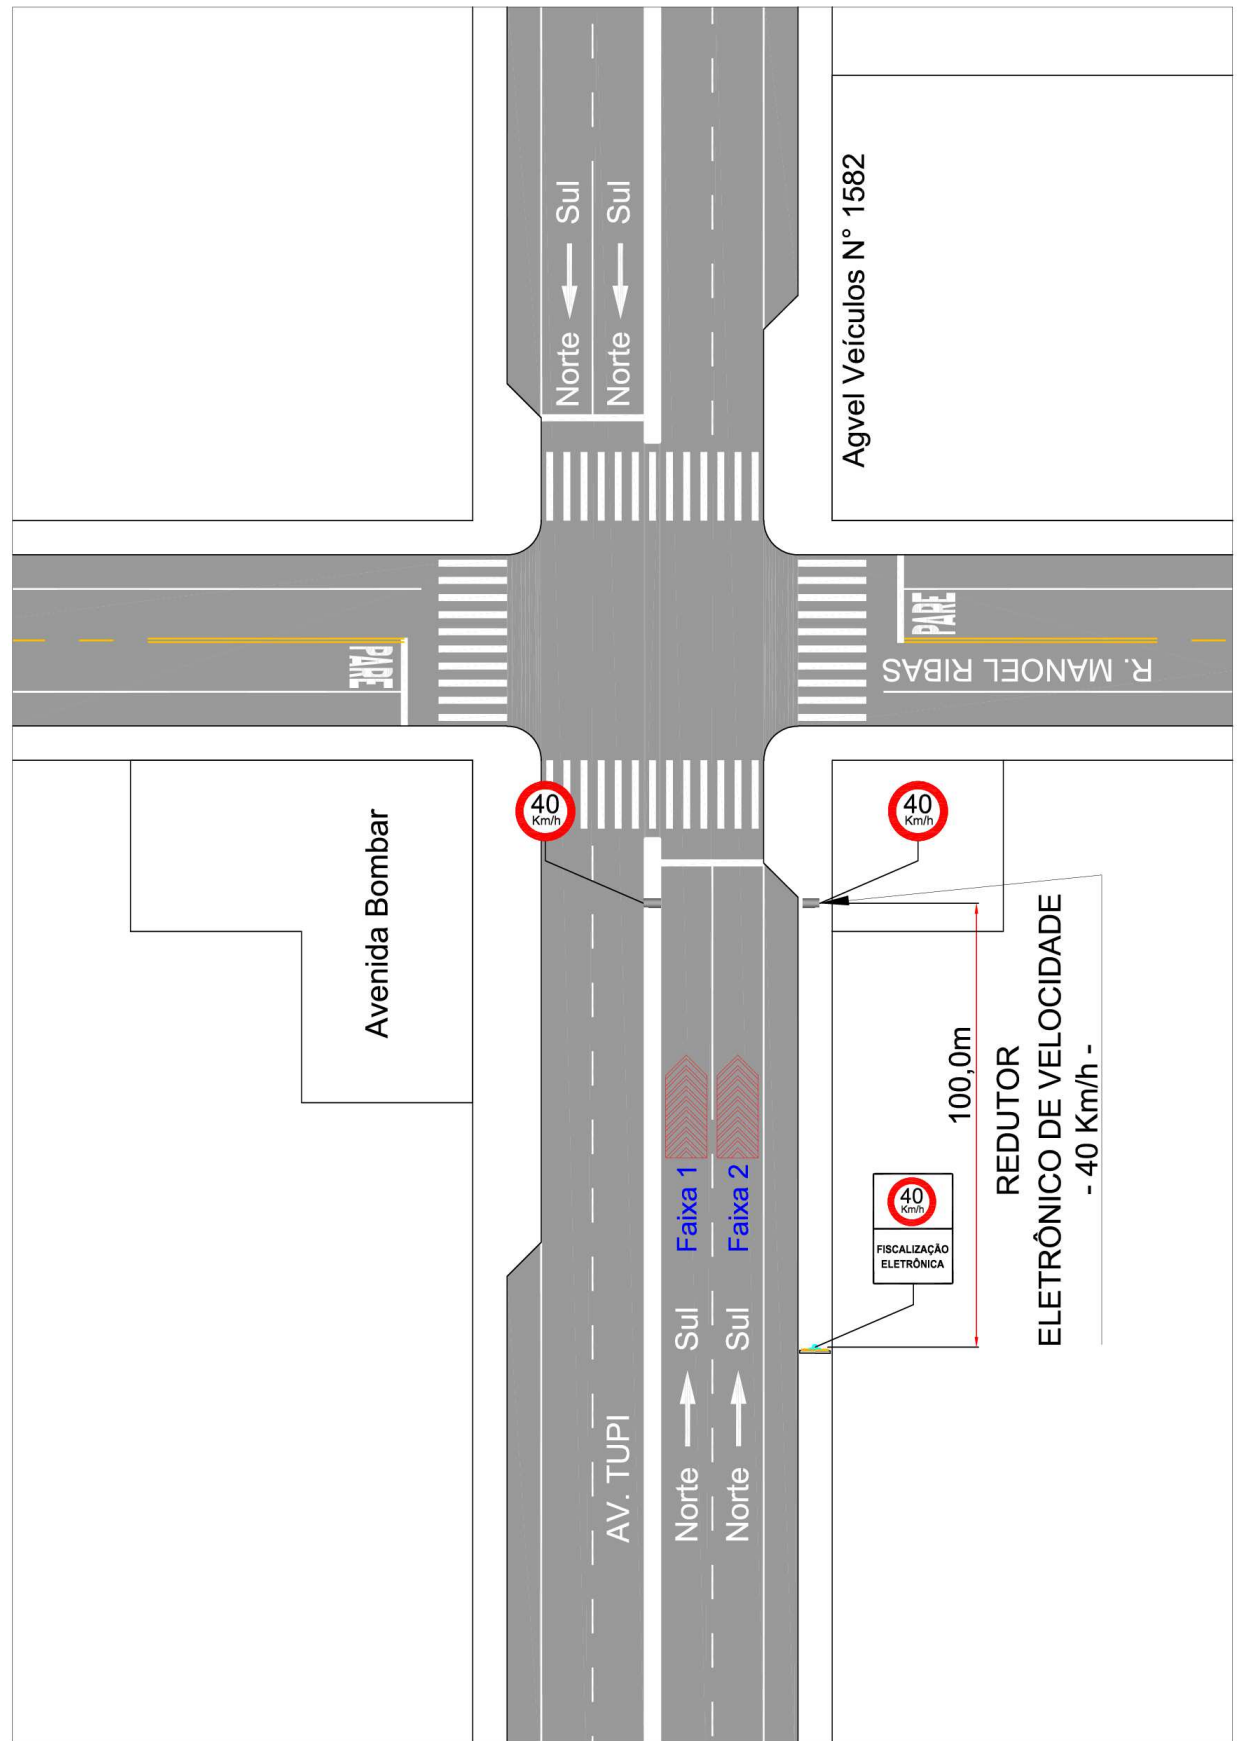 Norte Sul
Norte Sul
Agvel Veículos N° 1582
PARE
PARE
R. MANOEL RIBAS
Avenida Bombar
40
Km/h
40
Km/h
100,0m
REDUTOR
ELETRÔNICO DE VELOCIDADE
- 40 Km/h -
Faixa 1
Faixa 2
40
Km/h
FISCALIZAÇÃO
ELETRÔNICA
AV. TUPI
Norte Sul
Norte Sul